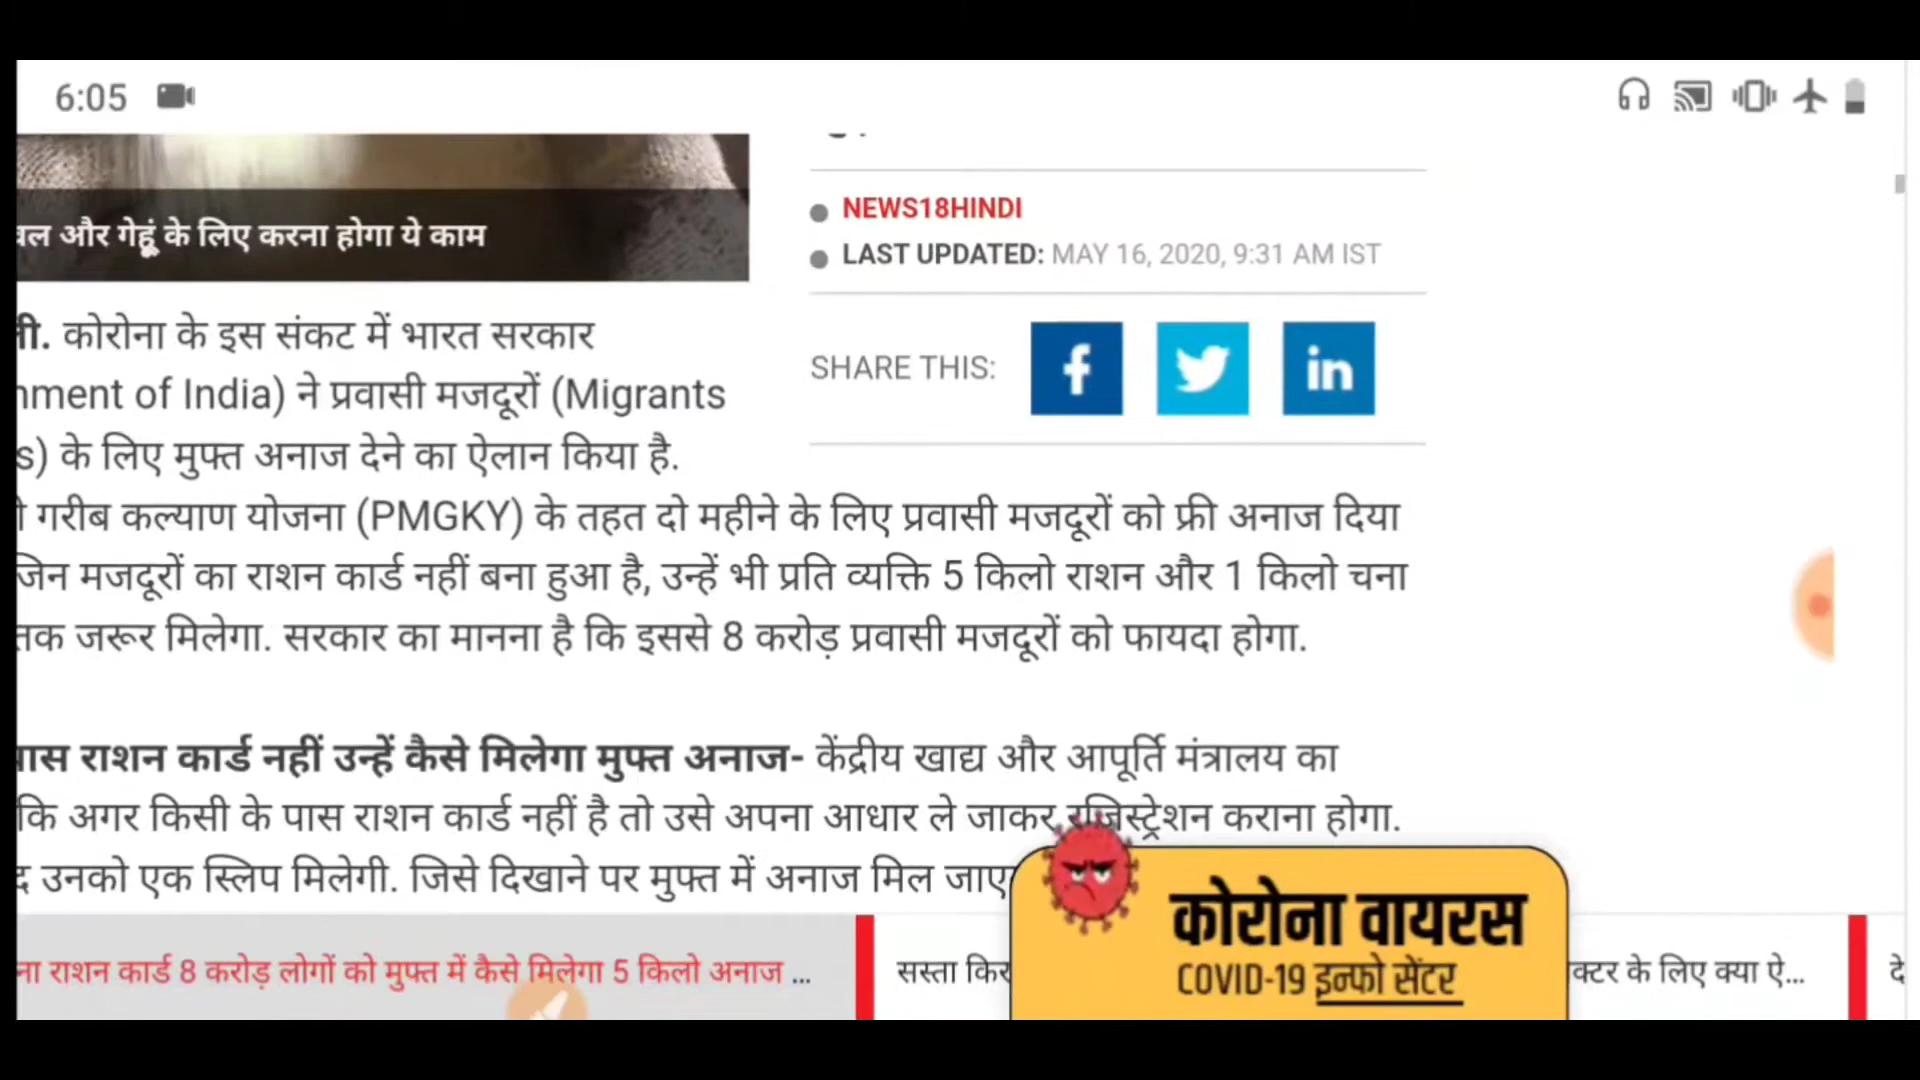 6:05
और गेहूं के लिए करना होगा ये काम
NEWS18HINDI
LAST UPDATED: MAY 16, 2020, 9:31 AM IST
SHARE THIS:
कोरोना के इस संकट में भारत सरकार
of India) ने प्रवासी मजदूरों (Migrants
के लिए मुफ्त अनाज देने का ऐलान किया है.
गरीब कल्याण योजना (PMGKY) के तहत दो महीने के लिए प्रवासी मजदूरों को फ्री अनाज दिया
जिन मजदूरों का राशन कार्ड नहीं बना हुआ है, उन्हें भी प्रति व्यक्ति 5 किलो राशन और 1 किलो चना
तक जरूर मिलेगा. सरकार का मानना है कि इससे 8 करोड़ प्रवासी मजदूरों को फायदा होगा.
राशन कार्ड नहीं उन्हें कैसे मिलेगा मुफ्त अनाज- केंद्रीय खाद्य और आपूर्ति मंत्रालय का
कि अगर किसी के पास राशन कार्ड नहीं है तो उसे अपना आधार ले जाकर रजिस्ट्रेशन कराना होगा.
उनको एक स्लिप मिलेगी. जिसे दिखाने पर मुफ्त में अनाज मिल
राशन कार्ड 8 करोड़ लोगों को मुफ्त में कैसे मिलेगा 5 किलो अनाज ...
सस्ता
के लिए क्या ऐ...
कोरोना वायरस
COVID-19 इन्फो सेंटर